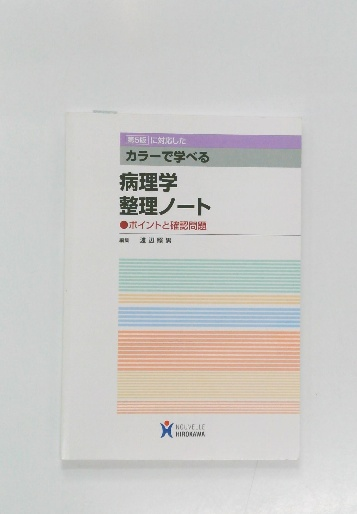 「第5版」に対応した
カラーで学べる
病理学
整理ノート
●ポイントと確認問題
編集 渡辺照男
NOUVELLE
HIROKAWA